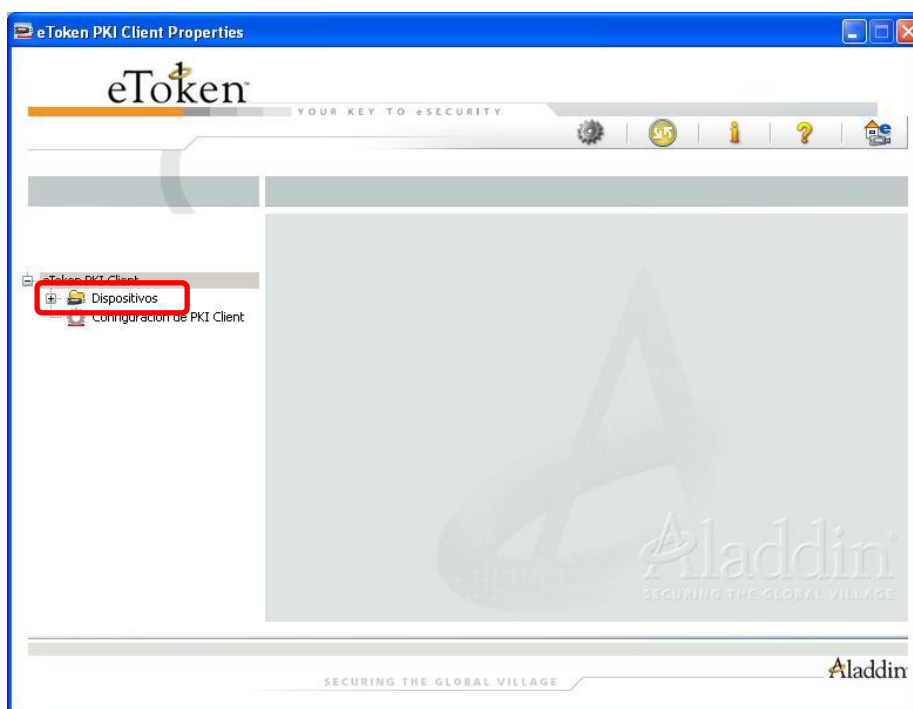 eToken PKI Client Properties
eToken
YOUR KEY TO eSECURITY
eToken PKI Client
Dispositivos
Configuración de PKI Client
Aladdin
SECURING THE GLOBAL VILLAGE
Aladdin
SECURING THE GLOBAL VILLAGE